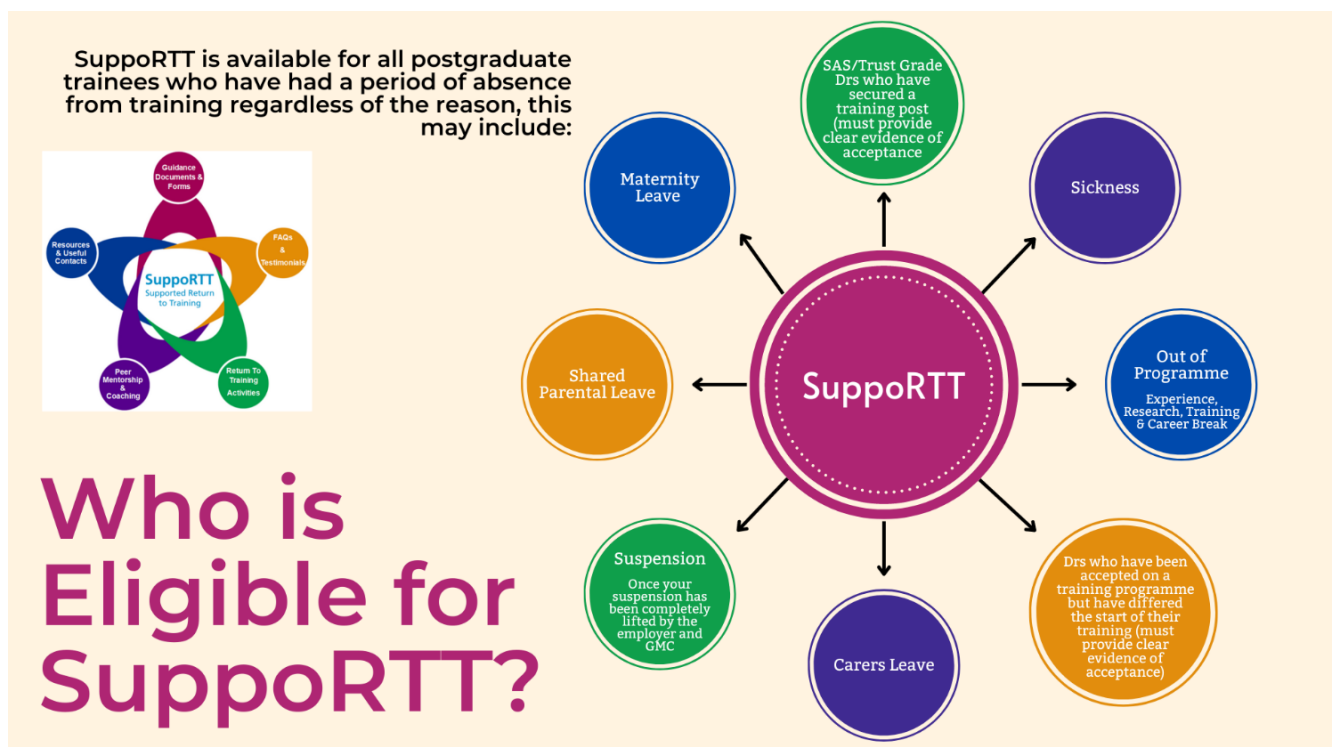 SuppoRTT is available for all postgraduate
trainees who have had a period of absence
from training regardless of the reason, this
may include:
Guidance
Documents &
Forms
Resources
& Useful
Contacts
FAQs
&
Testimonials
SuppoRTT
Supported Return
to Training
Peer
Mentorship
&
Coaching
Return To
Training
Activities
Who is
Eligible for
SuppoRTT?
SAS/Trust Grade
Drs who have
secured a
training post
(must provide
clear evidence of
acceptance
Maternity
Leave
Sickness
Shared
Parental Leave
SuppoRTT
Out of
Programme
Experience,
Research, Training
& Career Break
Suspension
Once your
suspension has
been completely
lifted by the
employer and
GMC
Carers Leave
Drs who have been
accepted on a
training programme
but have differed
the start of their
training (must
provide clear
evidence of
acceptance)